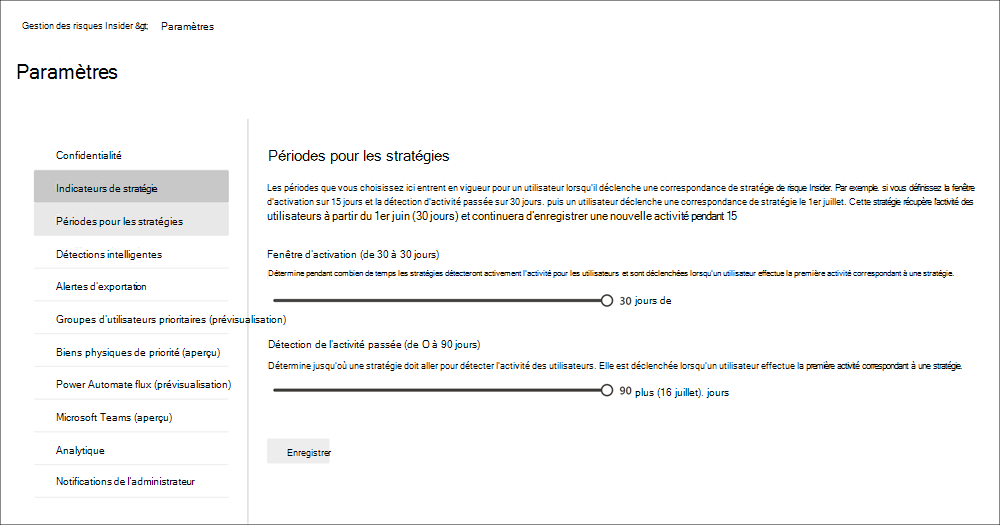 Gestion des risques Insider &gt; Paramètres
Paramètres
Confidentialité
Indicateurs de stratégie
Périodes pour les stratégies
Détections intelligentes
Alertes d'exportation
Groupes d'utilisateurs prioritaires (prévisualisation)
Biens physiques de priorité (aperçu)
Power Automate flux (prévisualisation)
Microsoft Teams (aperçu)
Analytique
Notifications de l'administrateur
Périodes pour les stratégies
Les périodes que vous choisissez ici entrent en vigueur pour un utilisateur lorsqu'il déclenche une correspondance de stratégie de risque Insider. Par exemple. si vous définissez la fenêtre
d'activation sur 15 jours et la détection d'activité passée sur 30 jours. puis un utilisateur déclenche une correspondance de stratégie le 1er juillet. Cette stratégie récupère l'activité des
utilisateurs à partir du 1er juin (30 jours) et continuera d'enregistrer une nouvelle activité pendant 15
Fenêtre d'activation (de 30 à 30 jours)
Détermine pendant combien de temps les stratégies détecteront activement l'activité pour les utilisateurs et sont déclenchées lorsqu'un utilisateur effectue la première activité correspondant à une stratégie.
30 jours de
Détection de l'activité passée (de O à 90 jours)
Détermine jusqu'où une stratégie doit aller pour détecter l'activité des utilisateurs. Elle est déclenchée lorsqu'un utilisateur effectue la première activité correspondant à une stratégie.
90 plus (16 juillet). jours
Enregistrer